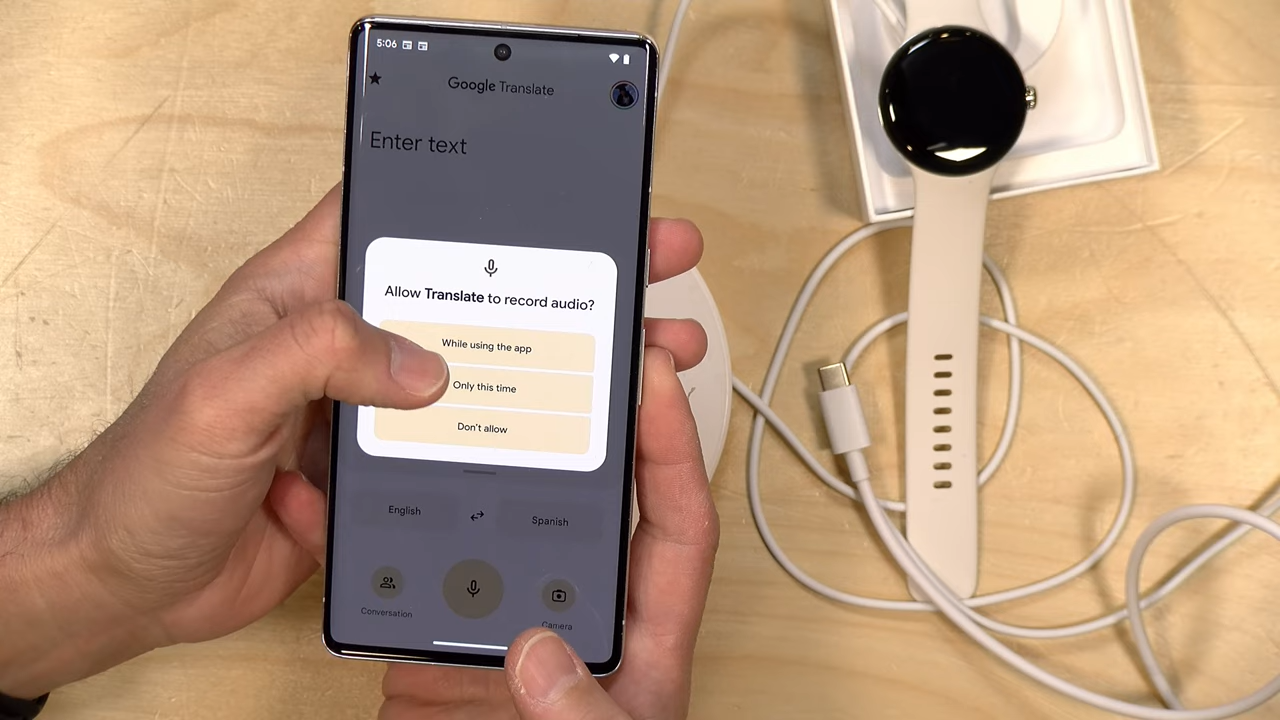 5:06
Google Translate
Enter text
Allow Translate to record audio?
While using the app
Only this time
Don't allow
English
Spanish
Conversation
Camera